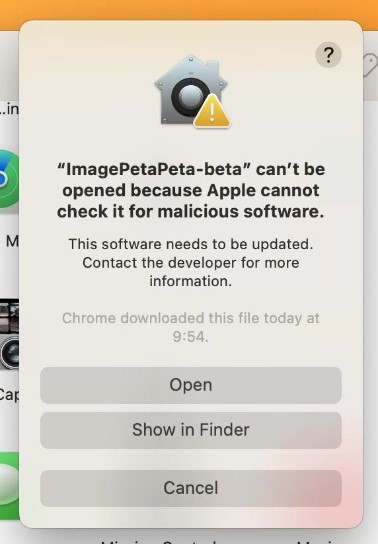 ?
...in
“ImagePetaPeta-beta” can’t be
opened because Apple cannot
check it for malicious software.
This software needs to be updated.
Contact the developer for more
information.
M
Chrome downloaded this file today at
9:54.
Open
Cap
Show in Finder
Cancel